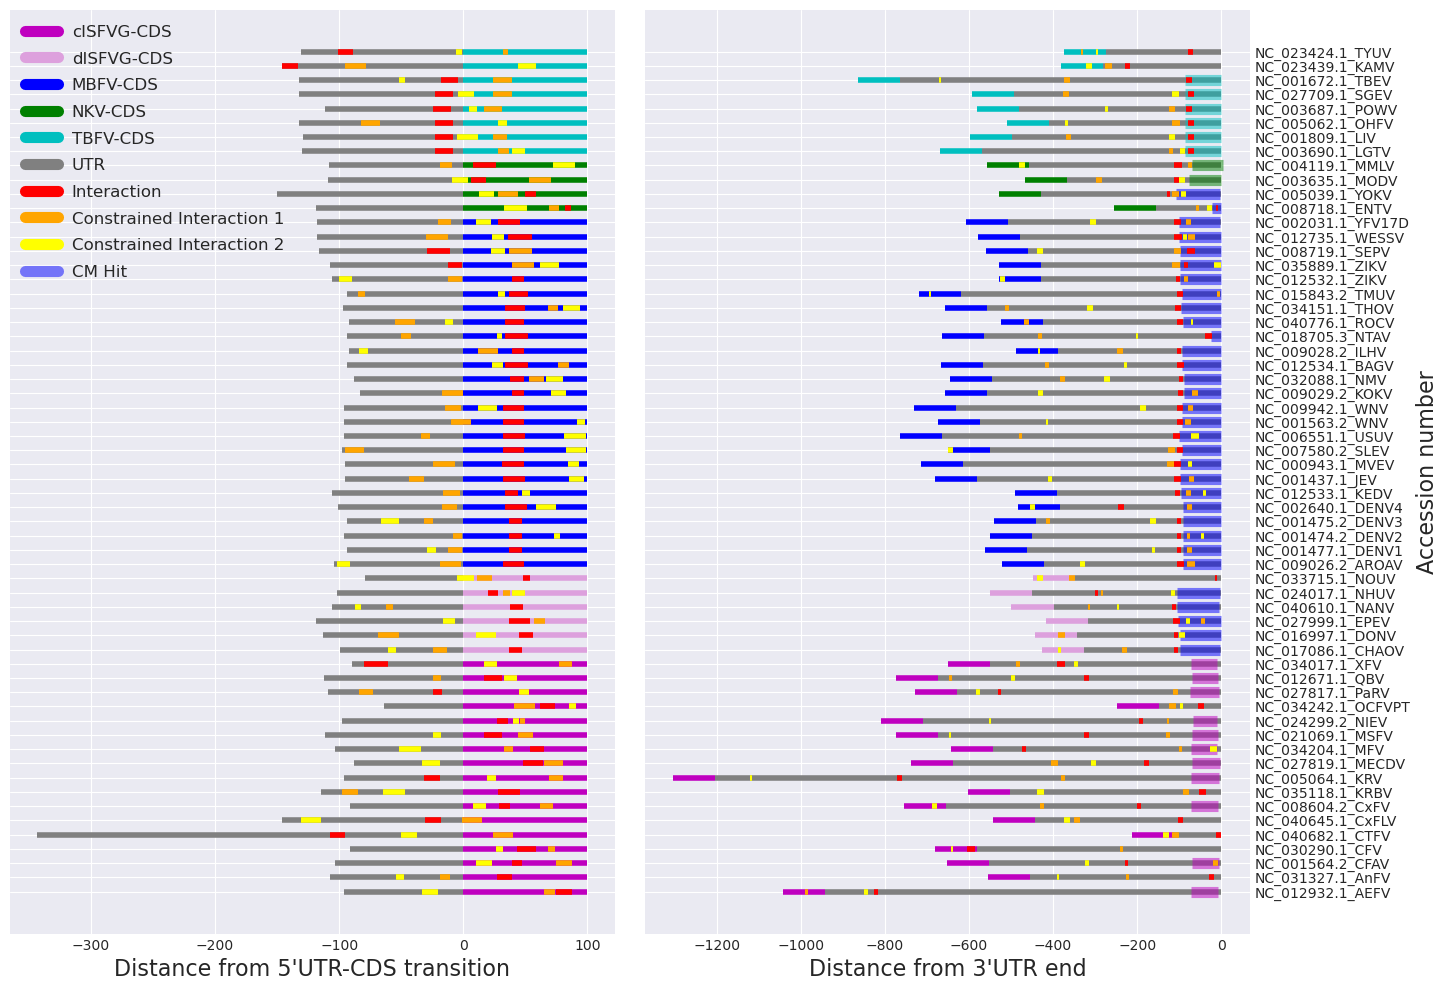 cISFVG-CDS
dISFVG-CDS
MBFV-CDS
NKV-CDS
TBFV-CDS
UTR
Interaction
Constrained Interaction 1
Constrained Interaction 2
CM Hit
NC_023424.1_TYUV
NC_023439.1_KAMV
NC_001672.1_TBEV
NC_027709.1_SGEV
NC_003687.1_POWV
NC_005062.1_OHFV
NC_001809.1_LIV
NC_003690.1_LGTV
NC_004119.1_MMLV
NC_003635.1_MODV
NC_005039.1_YOKV
NC_008718.1_ENTV
NC_002031.1_YFV17D
NC_012735.1_WESSV
NC_008719.1_SEPV
NC_035889.1_ZIKV
NC_012532.1_ZIKV
NC_015843.2_TMUV
NC_034151.1_THOV
NC_040776.1_ROCV
NC_018705.3_NTAV
NC_009028.2_ILHV
NC_012534.1_BAGV
NC_032088.1_NMV
NC_009029.2_KOKV
NC_009942.1_WNV
NC_001563.2_WNV
NC_006551.1_USUV
NC_007580.2_SLEV
NC_000943.1_MVEV
NC_001437.1_JEV
NC_012533.1_KEDV
NC_002640.1_DENV4
NC_001475.2_DENV3
NC_001474.2_DENV2
NC_001477.1_DENV1
NC_009026.2_AROAV
NC_033715.1_NOUV
NC_024017.1_NHUV
NC_040610.1_NANV
NC_027999.1_EPEV
NC_016997.1_DONV
NC_017086.1_CHAOV
NC_034017.1_XFV
NC_012671.1_QBV
NC_027817.1_PaRV
NC_034242.1_OCFVPT
NC_024299.2_NIEV
NC_021069.1_MSFV
NC_034204.1_MFV
NC_027819.1_MECDV
NC_005064.1_KRV
NC_035118.1_KRBV
NC_008604.2_CxFV
NC_040645.1_CxFLV
NC_040682.1_CTFV
NC_030290.1_CFV
NC_001564.2_CFAV
NC_031327.1_AnFV
NC_012932.1_AEFV
Accession number
−300 −200 −100 0 100
−1200 −1000 −800 −600 −400 −200 0
Distance from 5'UTR-CDS transition
Distance from 3'UTR end